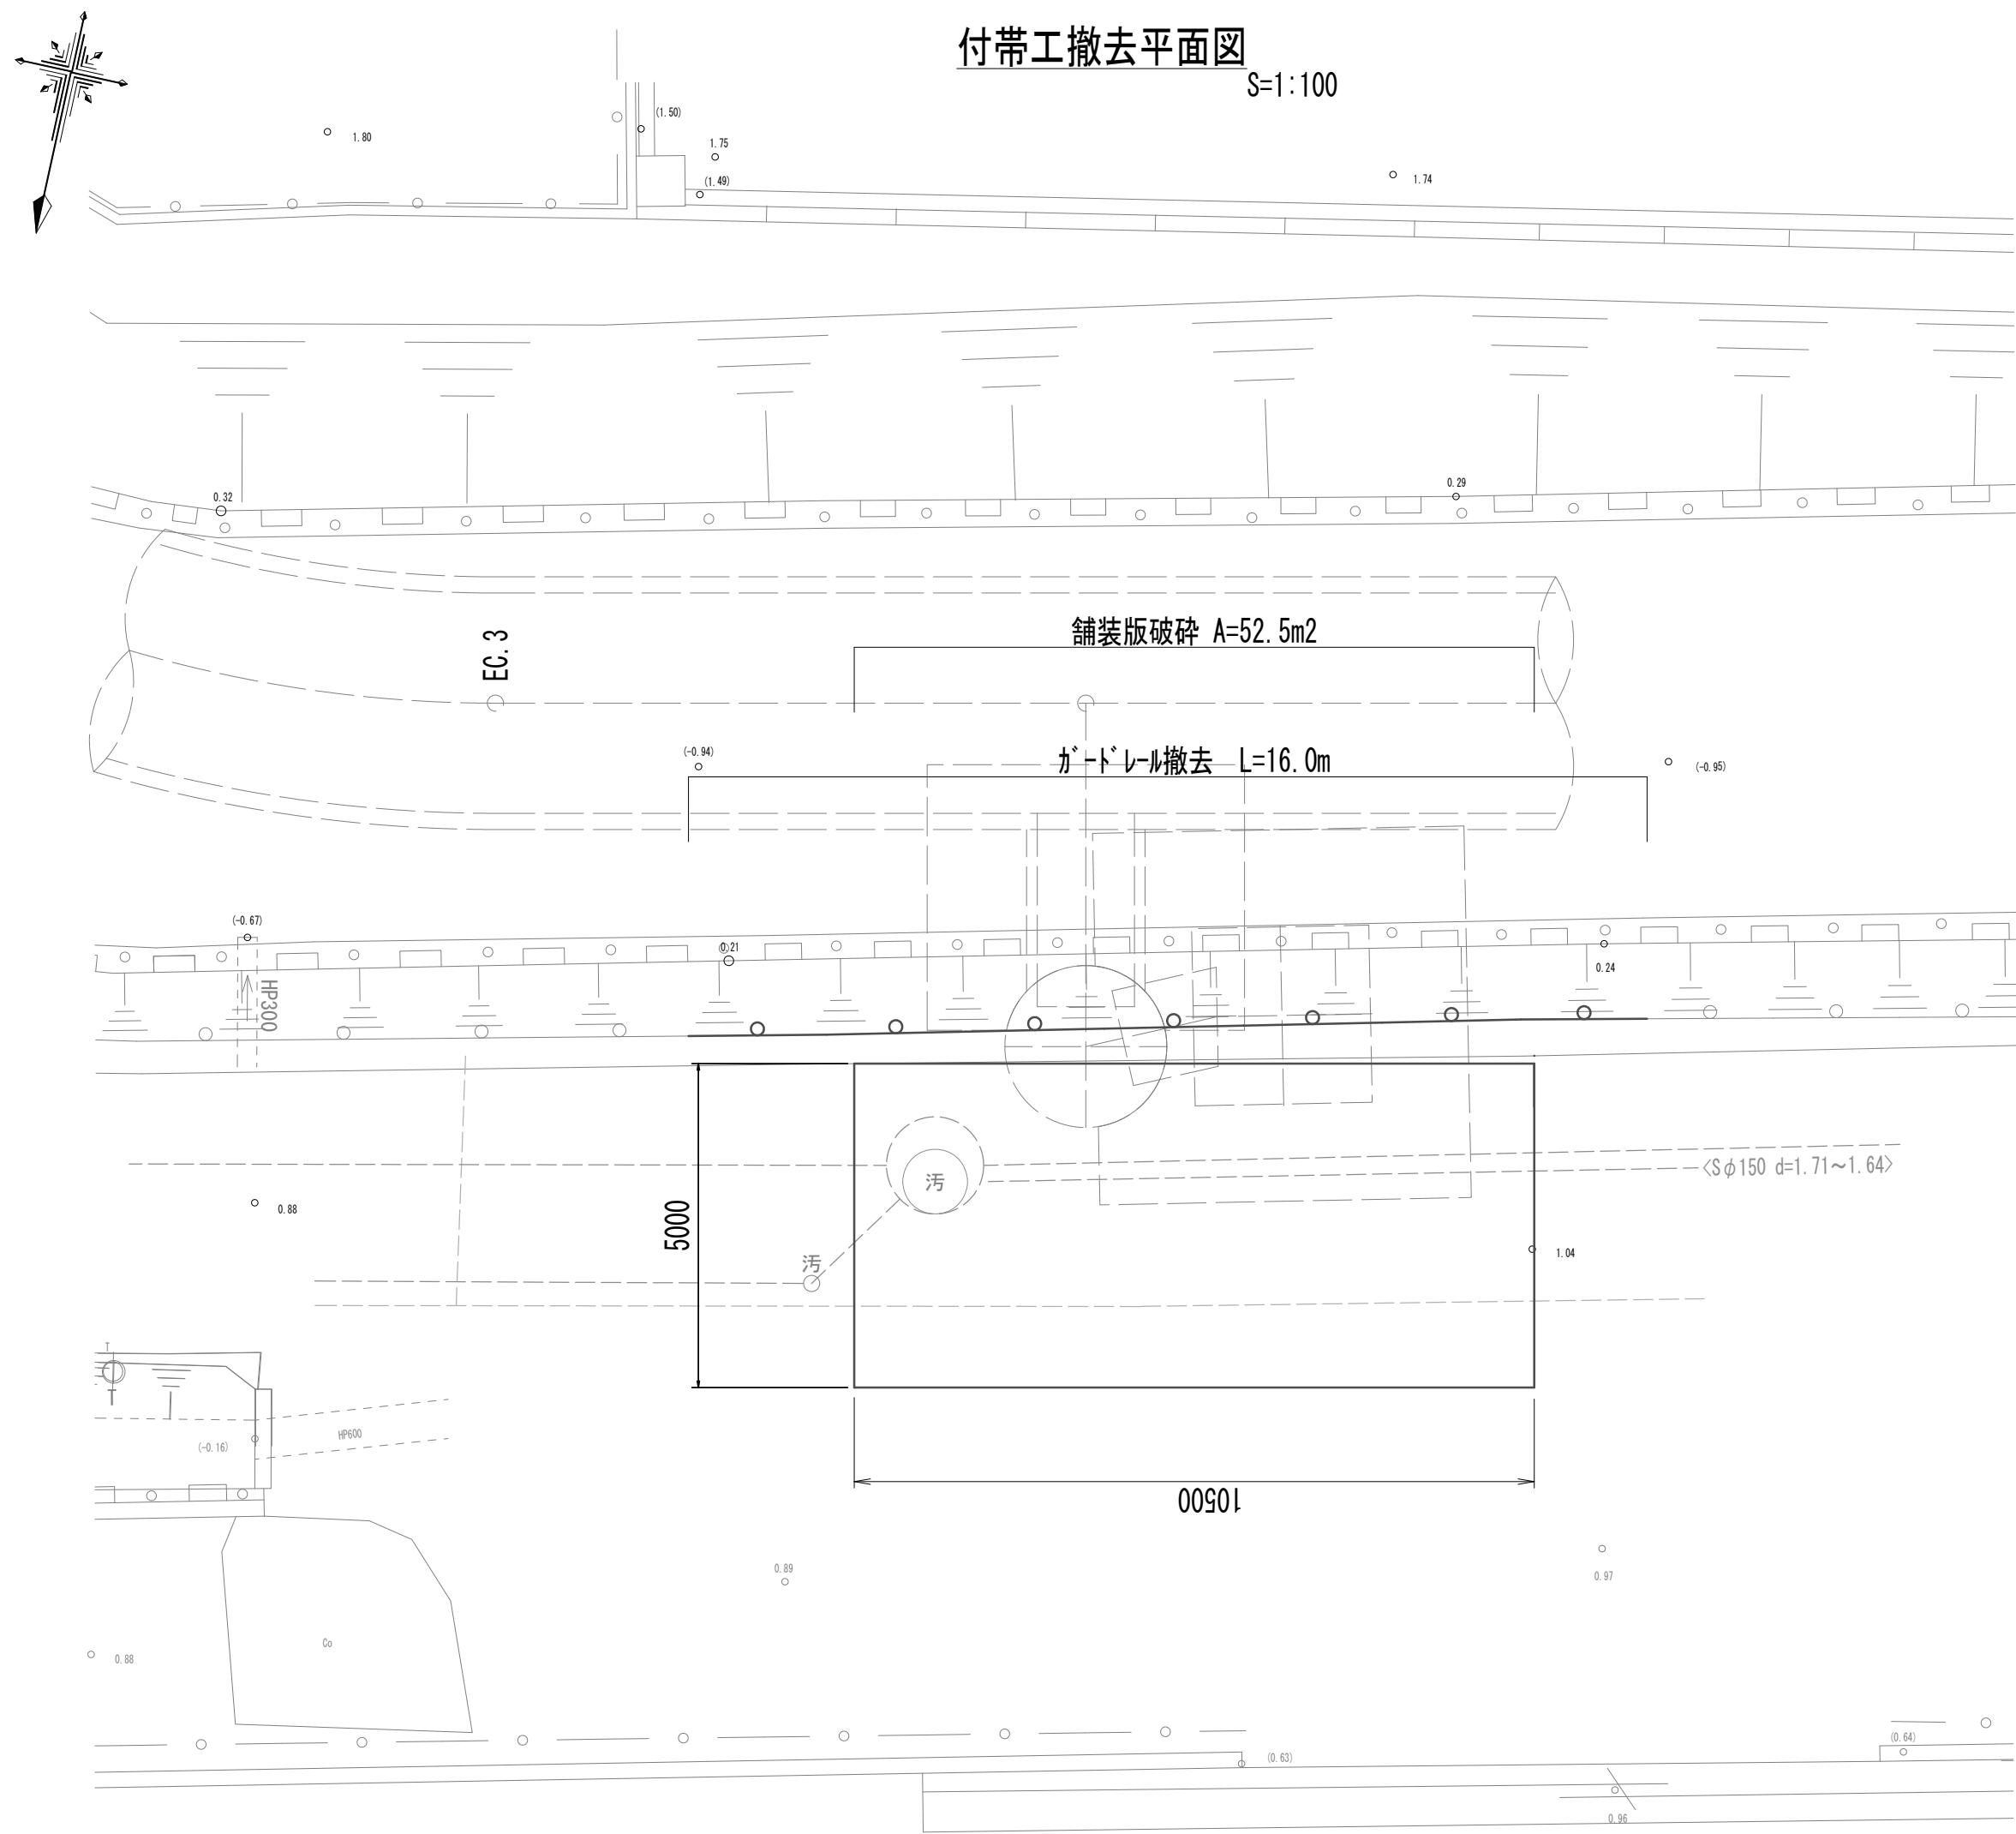 付帯工撤去平面図
S=1:100
(1.50)
1.80
1.75
(1.49)
1.74
0.32
0.29
舗装版破砕 A=52.5m2
EC.3
(-0.94)
ｶﾞｰﾄﾞﾚｰﾙ撤去 L=16.0m
(-0.95)
(-0.67)
0.21
0.24
HP300
汚
<Sφ150 d=1.71～1.64>
0.88
5000
1.04
汚
T
T
(-0.16)
HP600
10500
0.89
0.97
Co
0.88
(0.63)
(0.64)
0.96